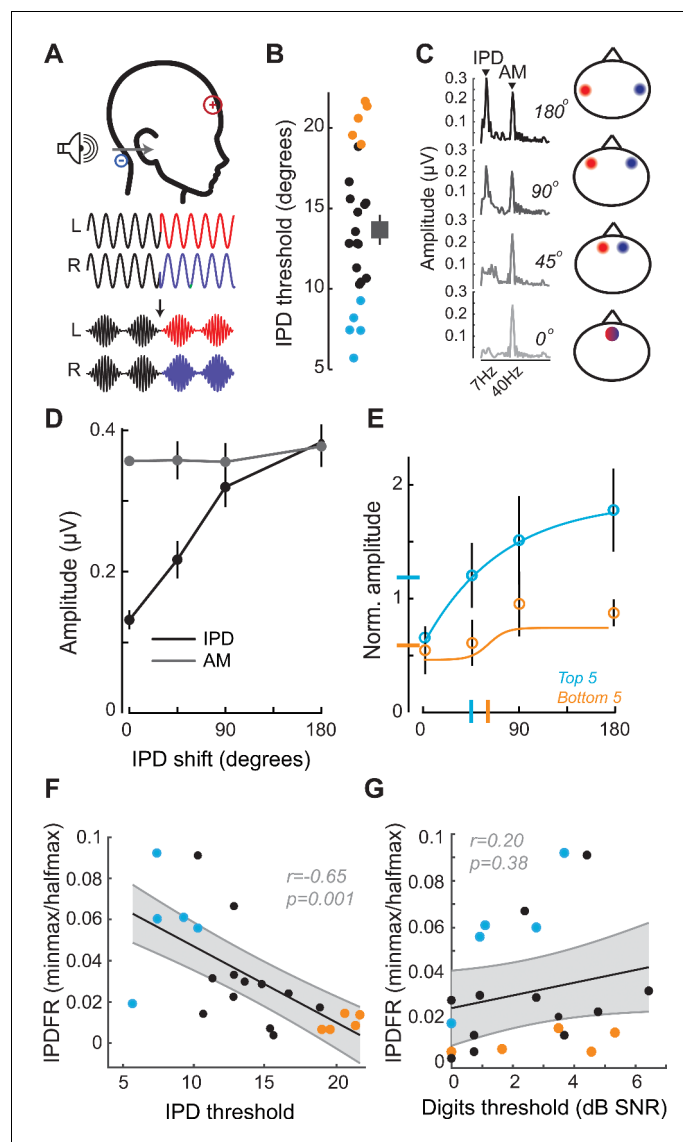 A
B
C
+
−
L
R
L
R
IPD threshold (degrees)
20
15
10
5
IPD
AM
Amplitude (µV)
0.3
0.2
0.1
180°
0.3
0.2
0.1
90°
0.3
0.2
0.1
45°
0.3
0.2
0.1
0°
7Hz
40Hz
D
E
Amplitude (µV)
0.4
0.2
0
IPD
AM
0
90
180
IPD shift (degrees)
Norm. amplitude
2
1
0
Top 5
Bottom 5
0
90
180
F
G
IPDFR (minmax/halfmax)
0.1
0.08
0.06
0.04
0.02
0
r=-0.65
p=0.001
5
10
15
20
IPD threshold
IPDFR (minmax/halfmax)
0.1
0.08
0.06
0.04
0.02
0
r=0.20
p=0.38
0
2
4
6
Digits threshold (dB SNR)